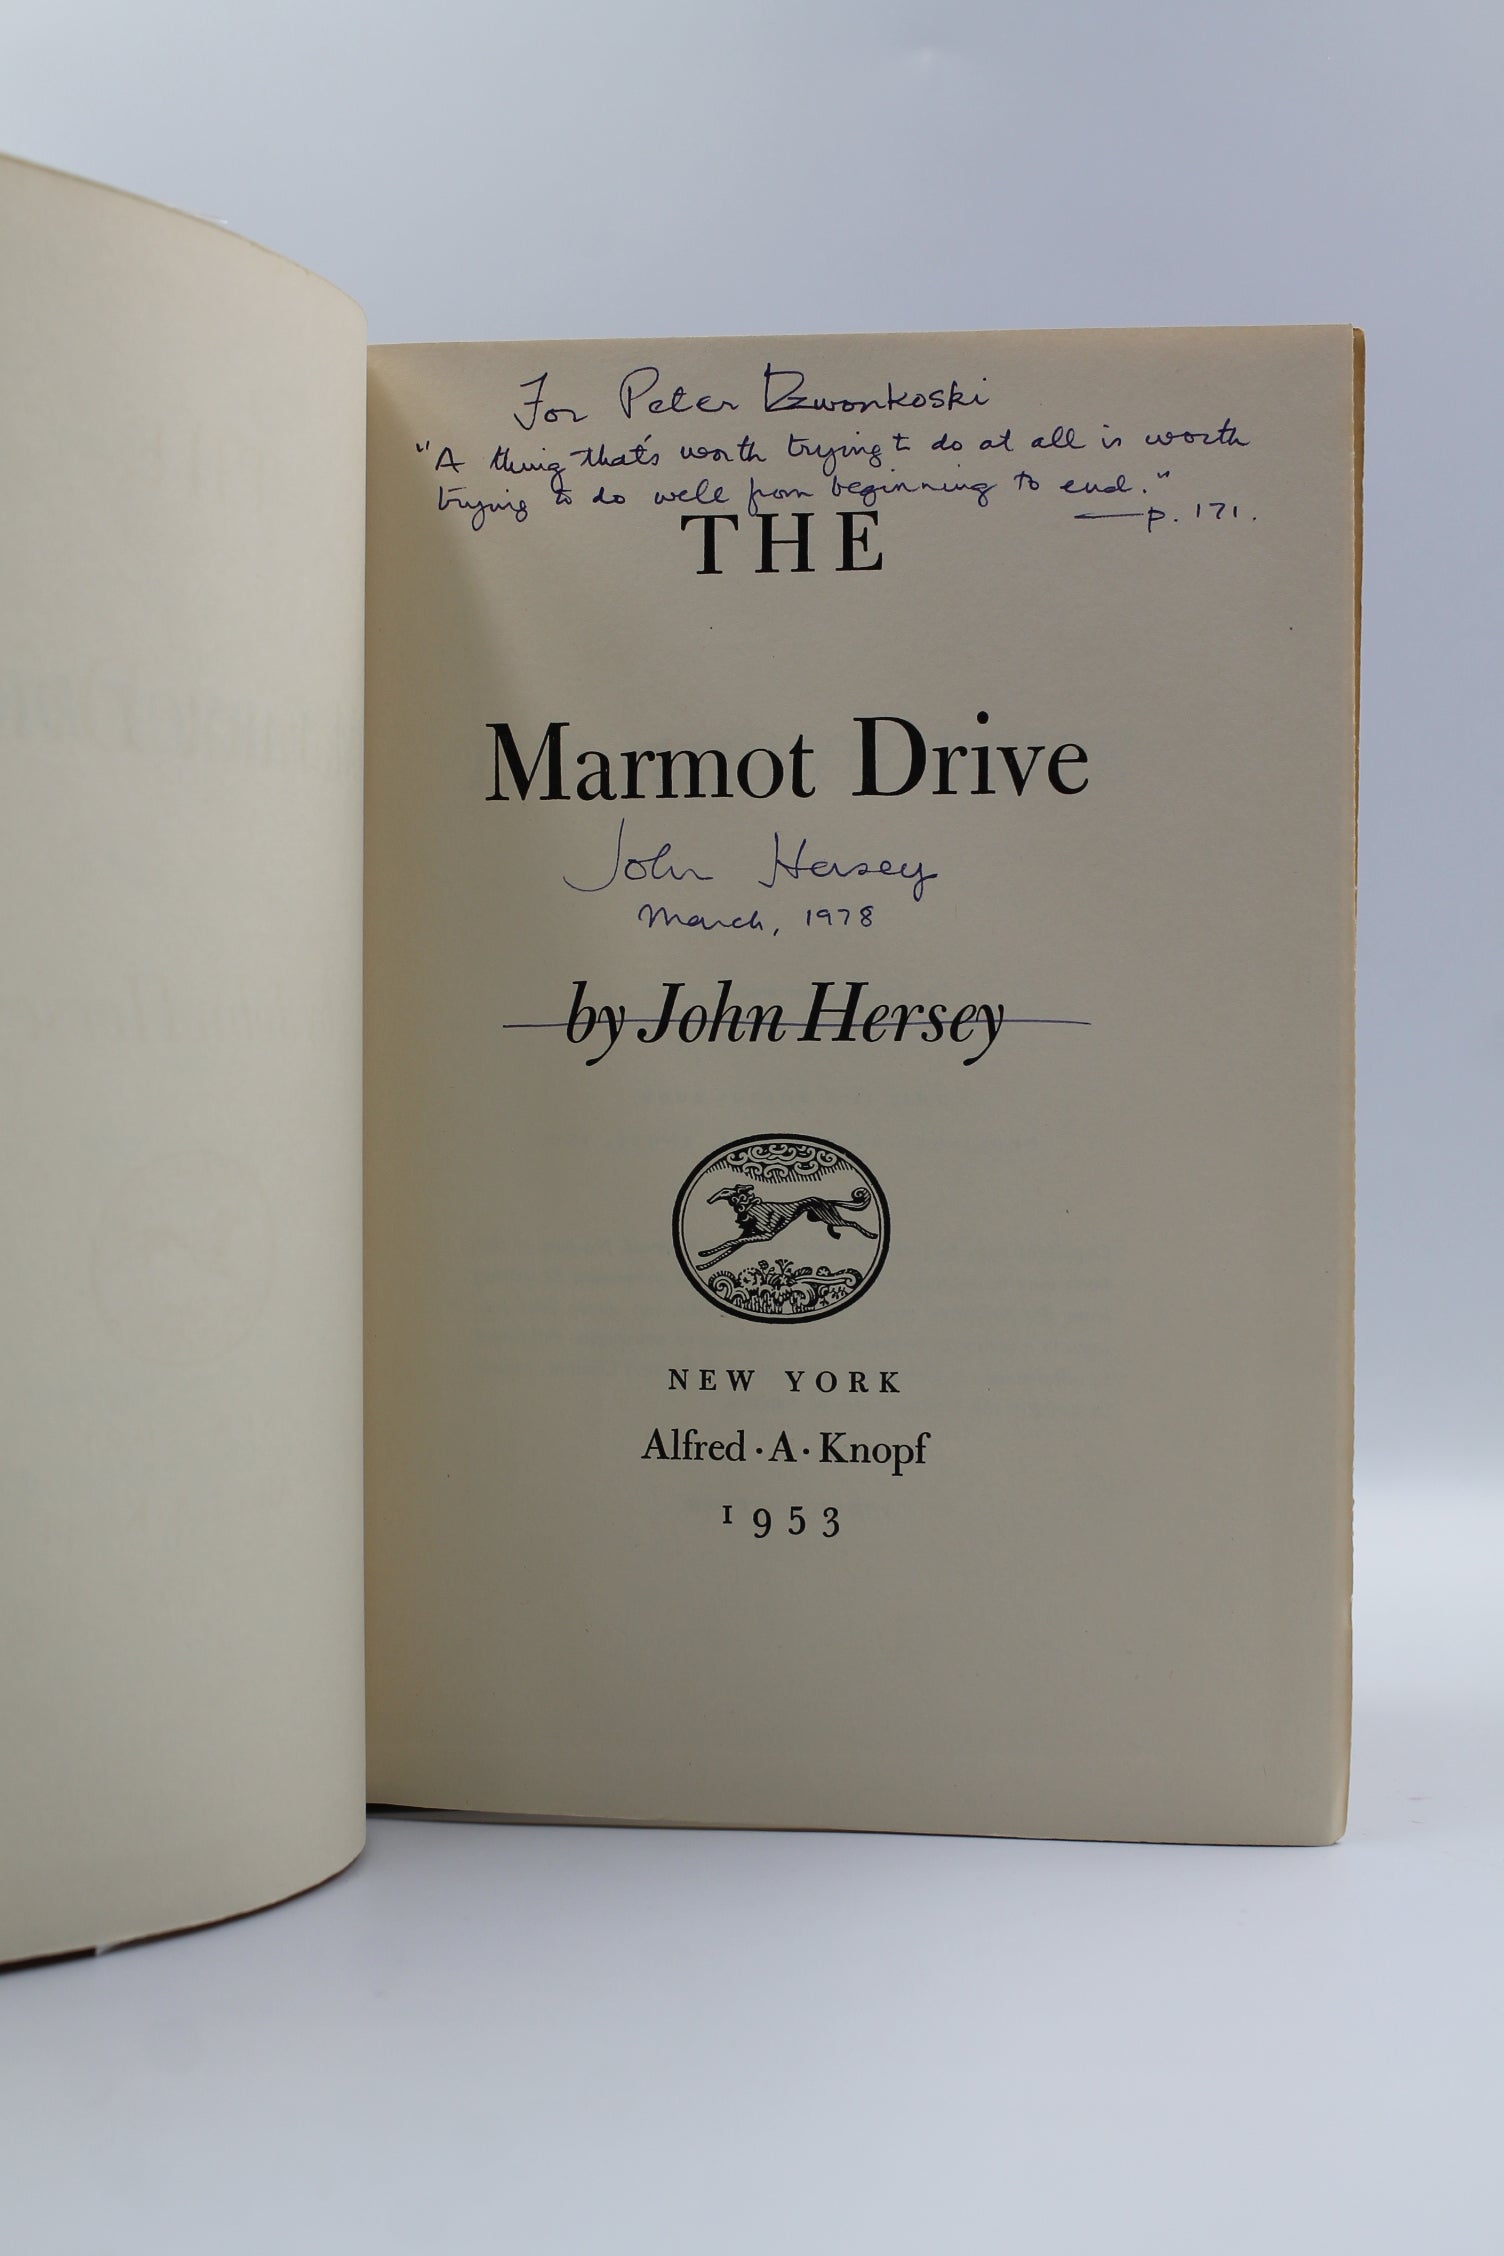 For Peter Dzwonkoski
"A thing that's worth trying to do at all is worth
trying to do well from beginning to end."
—p. 171.
THE
Marmot Drive
John Hersey
March, 1978
by John Hersey
NEW YORK
Alfred · A · Knopf
1953